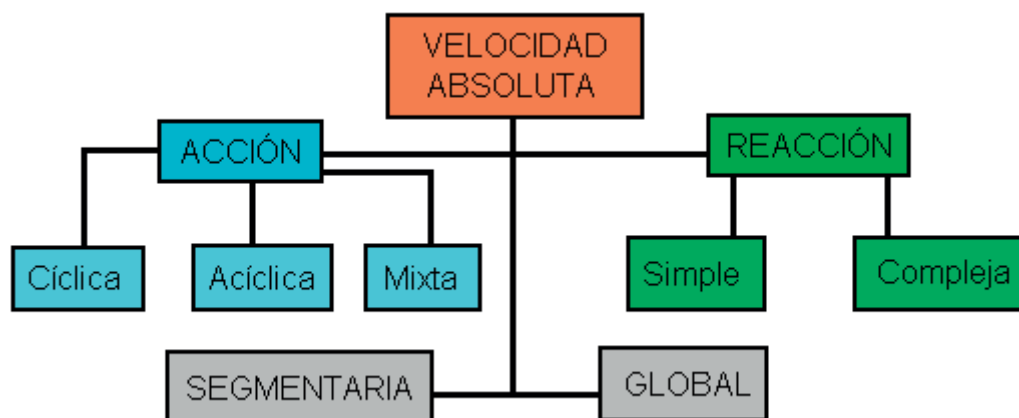 VELOCIDAD
ABSOLUTA
ACCIÓN
REACCIÓN
Cíclica
Acíclica
Mixta
Simple
Compleja
SEGMENTARIA
GLOBAL